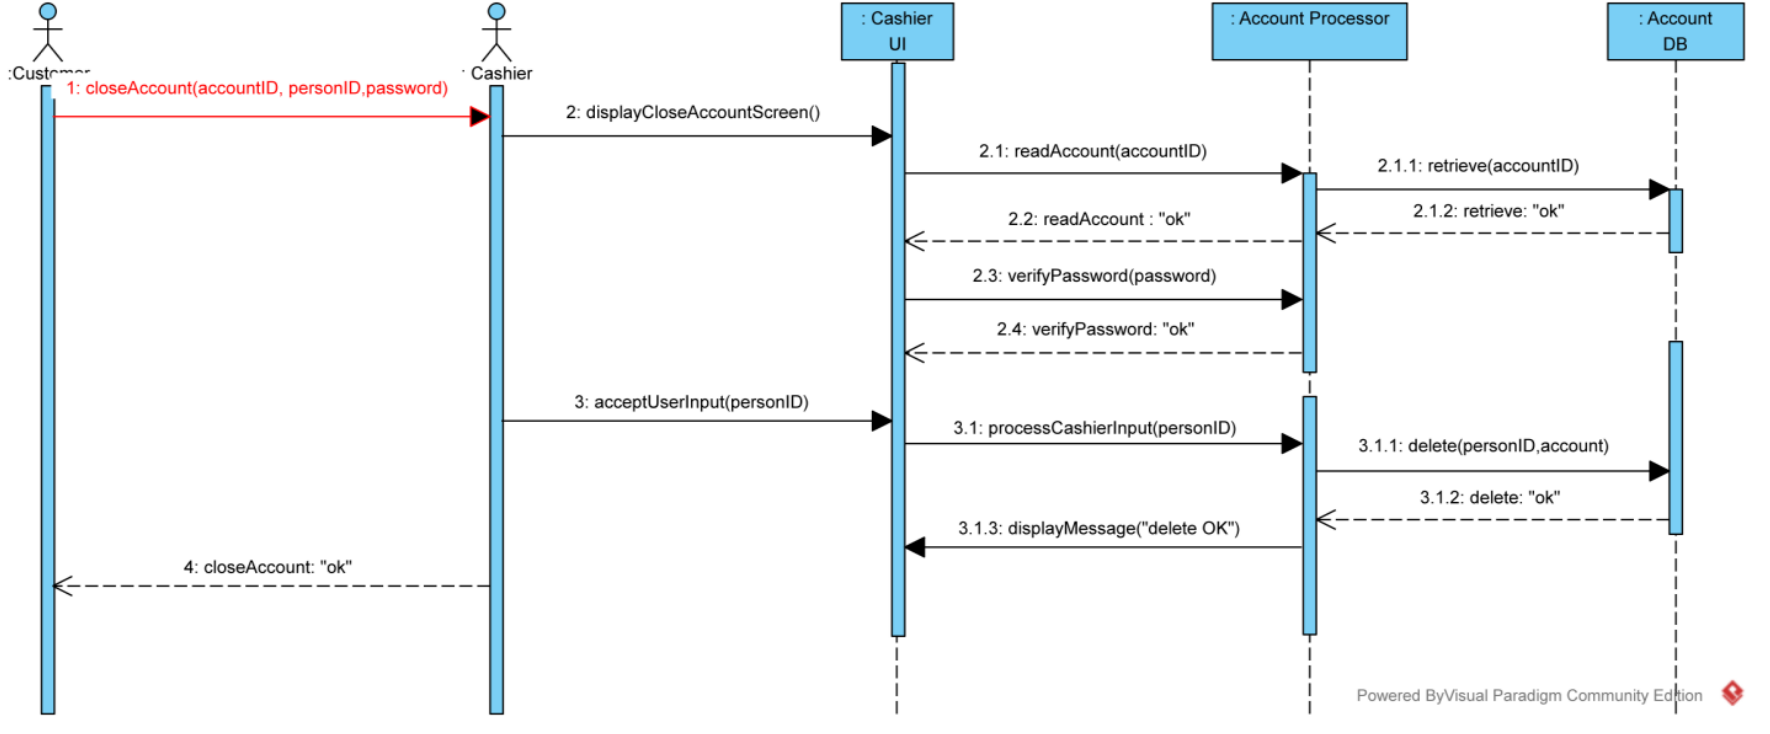 : Cashier
UI
: Account Processor
: Account
DB
:Customer
: Cashier
1: closeAccount(accountID, personID,password)
2: displayCloseAccountScreen()
2.1: readAccount(accountID)
2.1.1: retrieve(accountID)
2.1.2: retrieve: "ok"
2.2: readAccount : "ok"
2.3: verifyPassword(password)
2.4: verifyPassword: "ok"
3: acceptUserInput(personID)
3.1: processCashierInput(personID)
3.1.1: delete(personID,account)
3.1.2: delete: "ok"
3.1.3: displayMessage("delete OK")
4: closeAccount: "ok"
Powered ByVisual Paradigm Community Edition